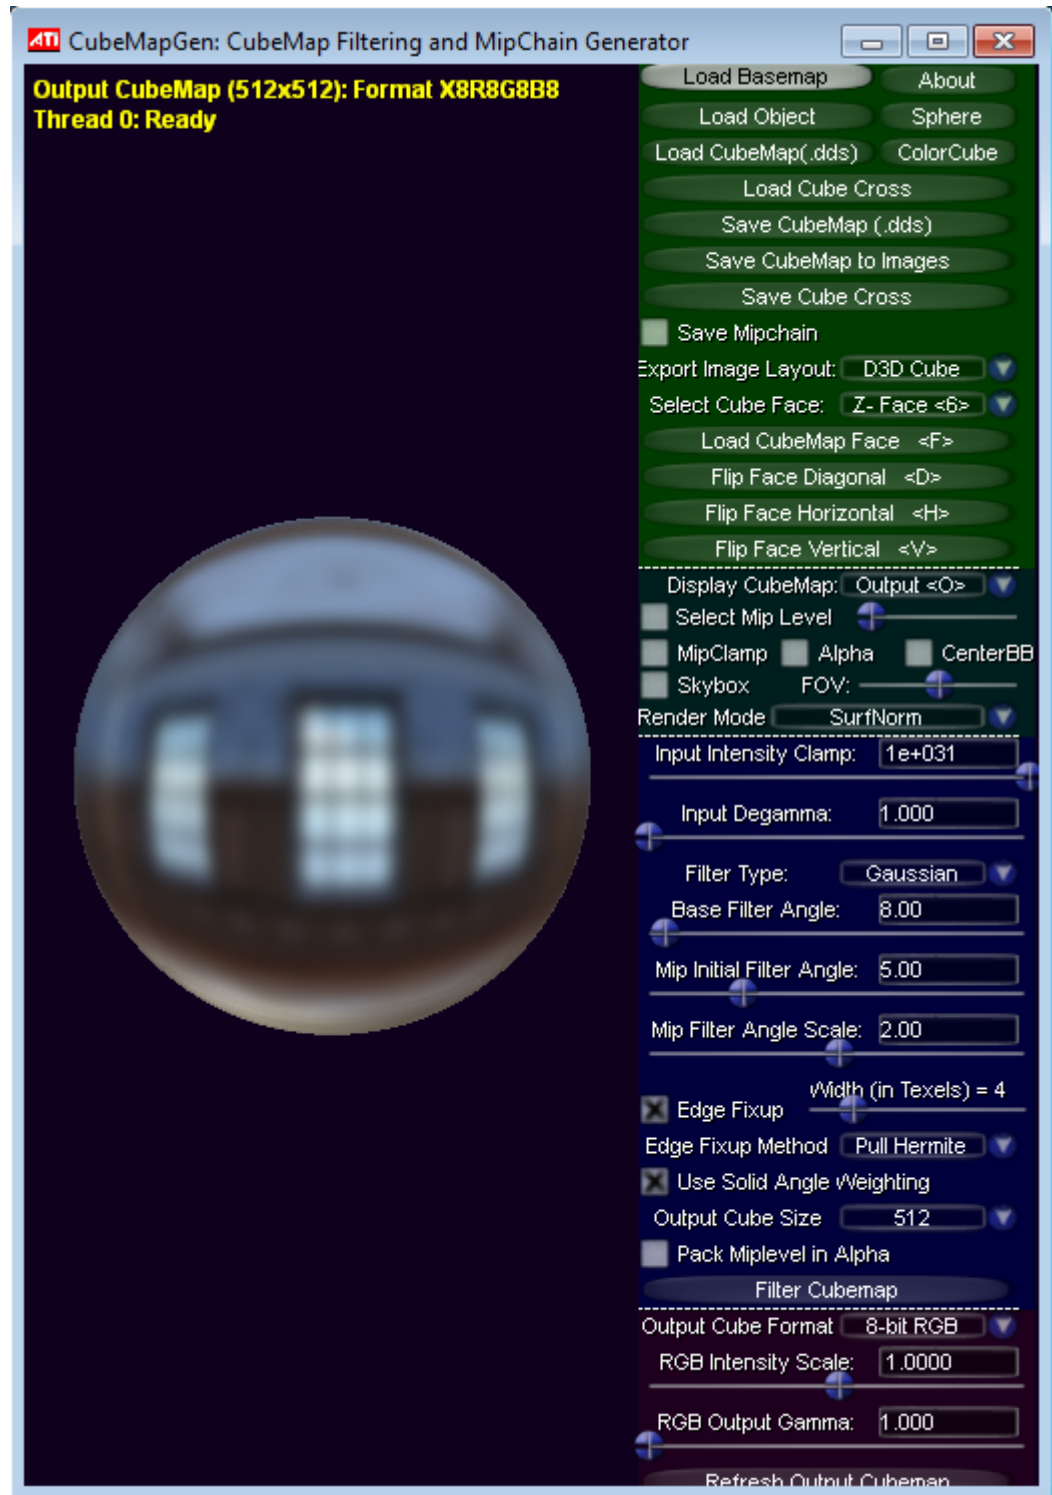 ATI CubeMapGen: CubeMap Filtering and MipChain Generator
Output CubeMap (512x512): Format X8R8G8B8
Thread 0: Ready
Load Basemap About
Load Object Sphere
Load CubeMap(.dds) ColorCube
Load Cube Cross
Save CubeMap (.dds)
Save CubeMap to Images
Save Cube Cross
Save Mipchain
Export Image Layout: D3D Cube
Select Cube Face: Z- Face <6>
Load CubeMap Face <F>
Flip Face Diagonal <D>
Flip Face Horizontal <H>
Flip Face Vertical <V>
Display CubeMap: Output <O>
Select Mip Level
MipClamp Alpha CenterBB
Skybox FOV:
Render Mode SurfNorm
Input Intensity Clamp: 1e+031
Input Degamma: 1.000
Filter Type: Gaussian
Base Filter Angle: 8.00
Mip Initial Filter Angle: 5.00
Mip Filter Angle Scale: 2.00
Width (in Texels) = 4
Edge Fixup
Edge Fixup Method Pull Hermite
Use Solid Angle Weighting
Output Cube Size 512
Pack Miplevel in Alpha
Filter Cubemap
Output Cube Format 8-bit RGB
RGB Intensity Scale: 1.0000
RGB Output Gamma: 1.000
Refresh Output Cubemap